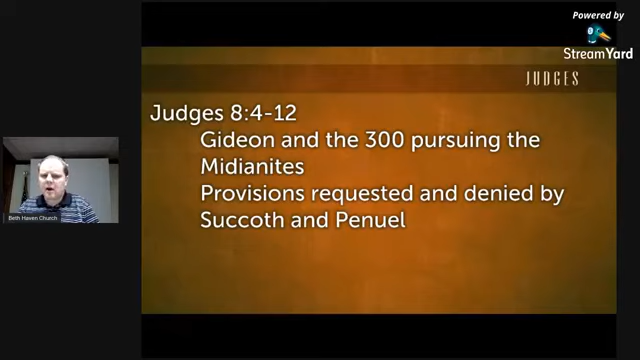 Powered by
StreamYard
JUDGES
Judges 8:4-12
Gideon and the 300 pursuing the
Midianites
Provisions requested and denied by
Succoth and Penuel
Beth Haven Church